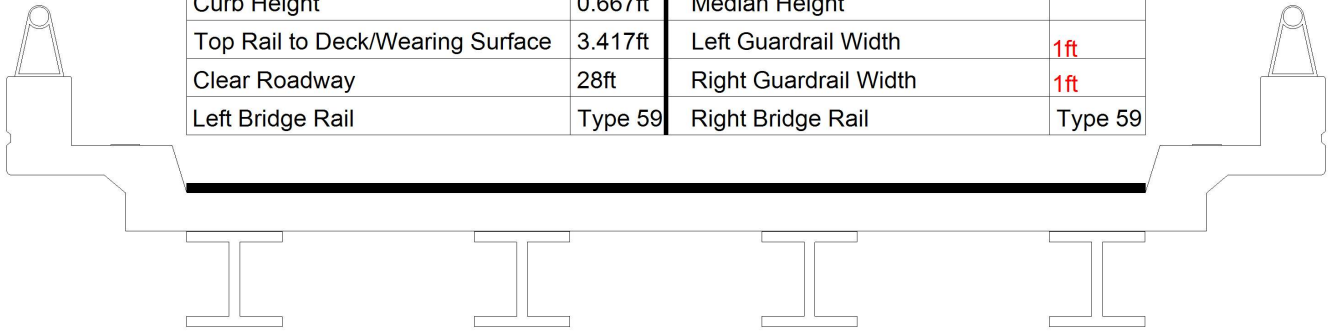 Curb Height 0.667ft Median Height
Top Rail to Deck/Wearing Surface 3.417ft Left Guardrail Width 1ft
Clear Roadway 28ft Right Guardrail Width 1ft
Left Bridge Rail Type 59 Right Bridge Rail Type 59